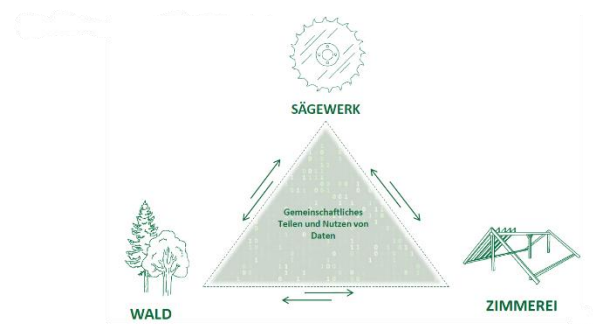 SÄGEWERK
Gemeinschaftliches
Teilen und Nutzen von
Daten
WALD
ZIMMEREI